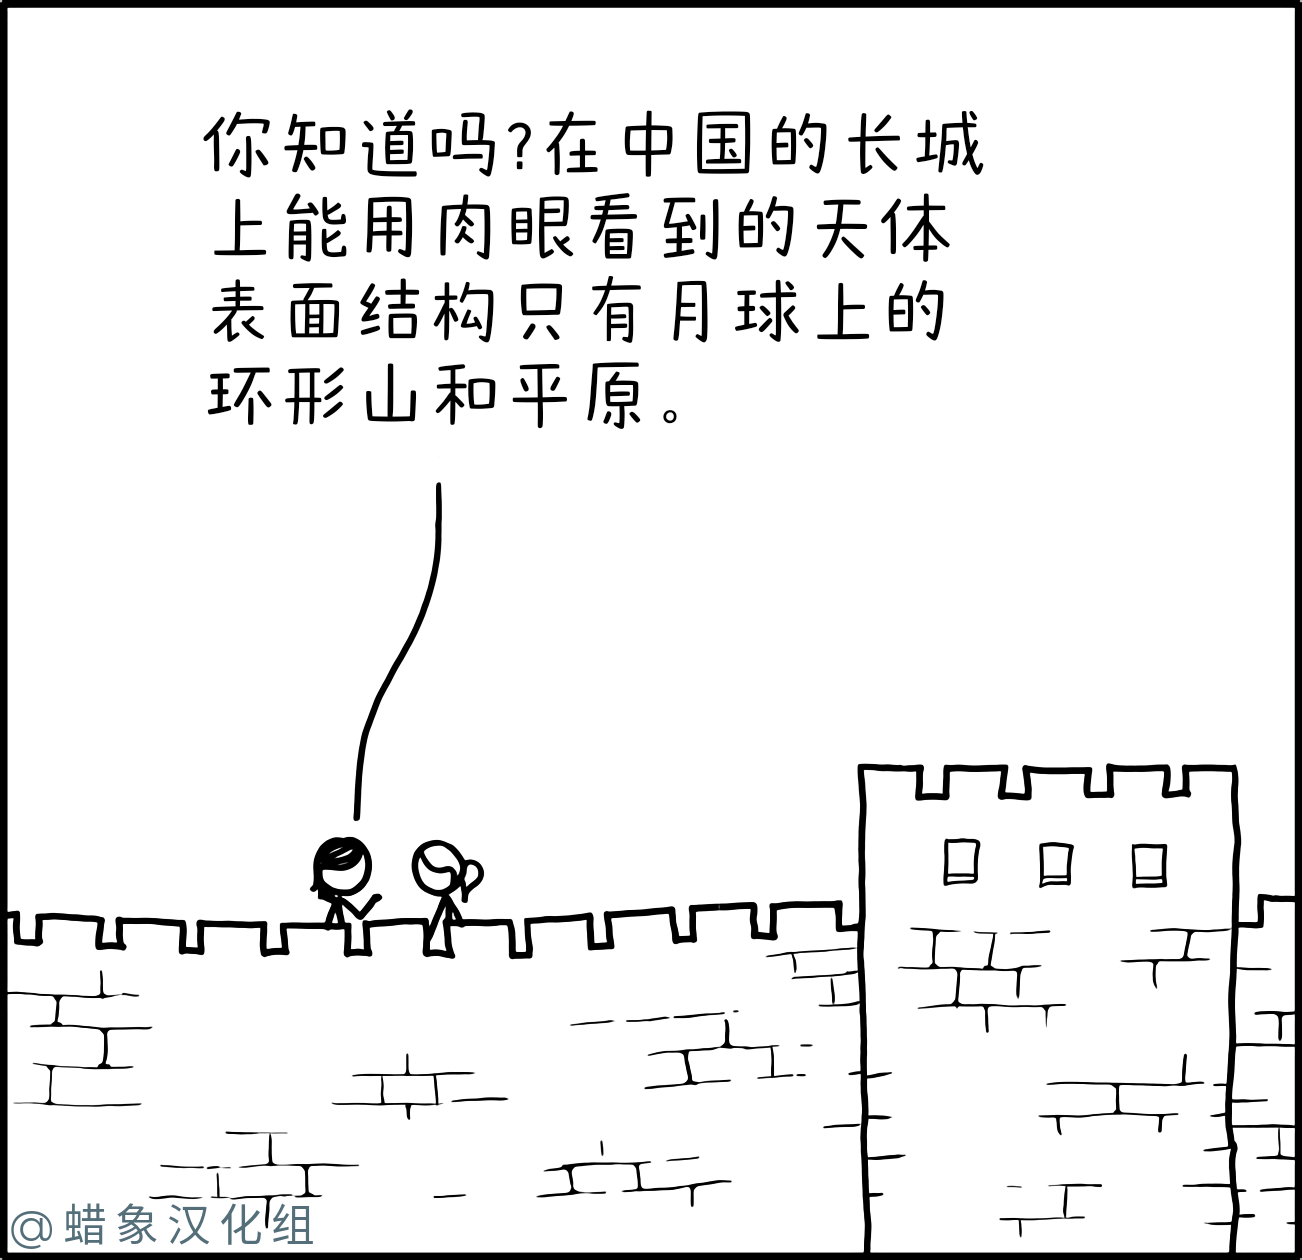 你知道吗?在中国的长城
上能用肉眼看到的天体
表面结构只有月球上的
环形山和平原。
@蜡象汉化组